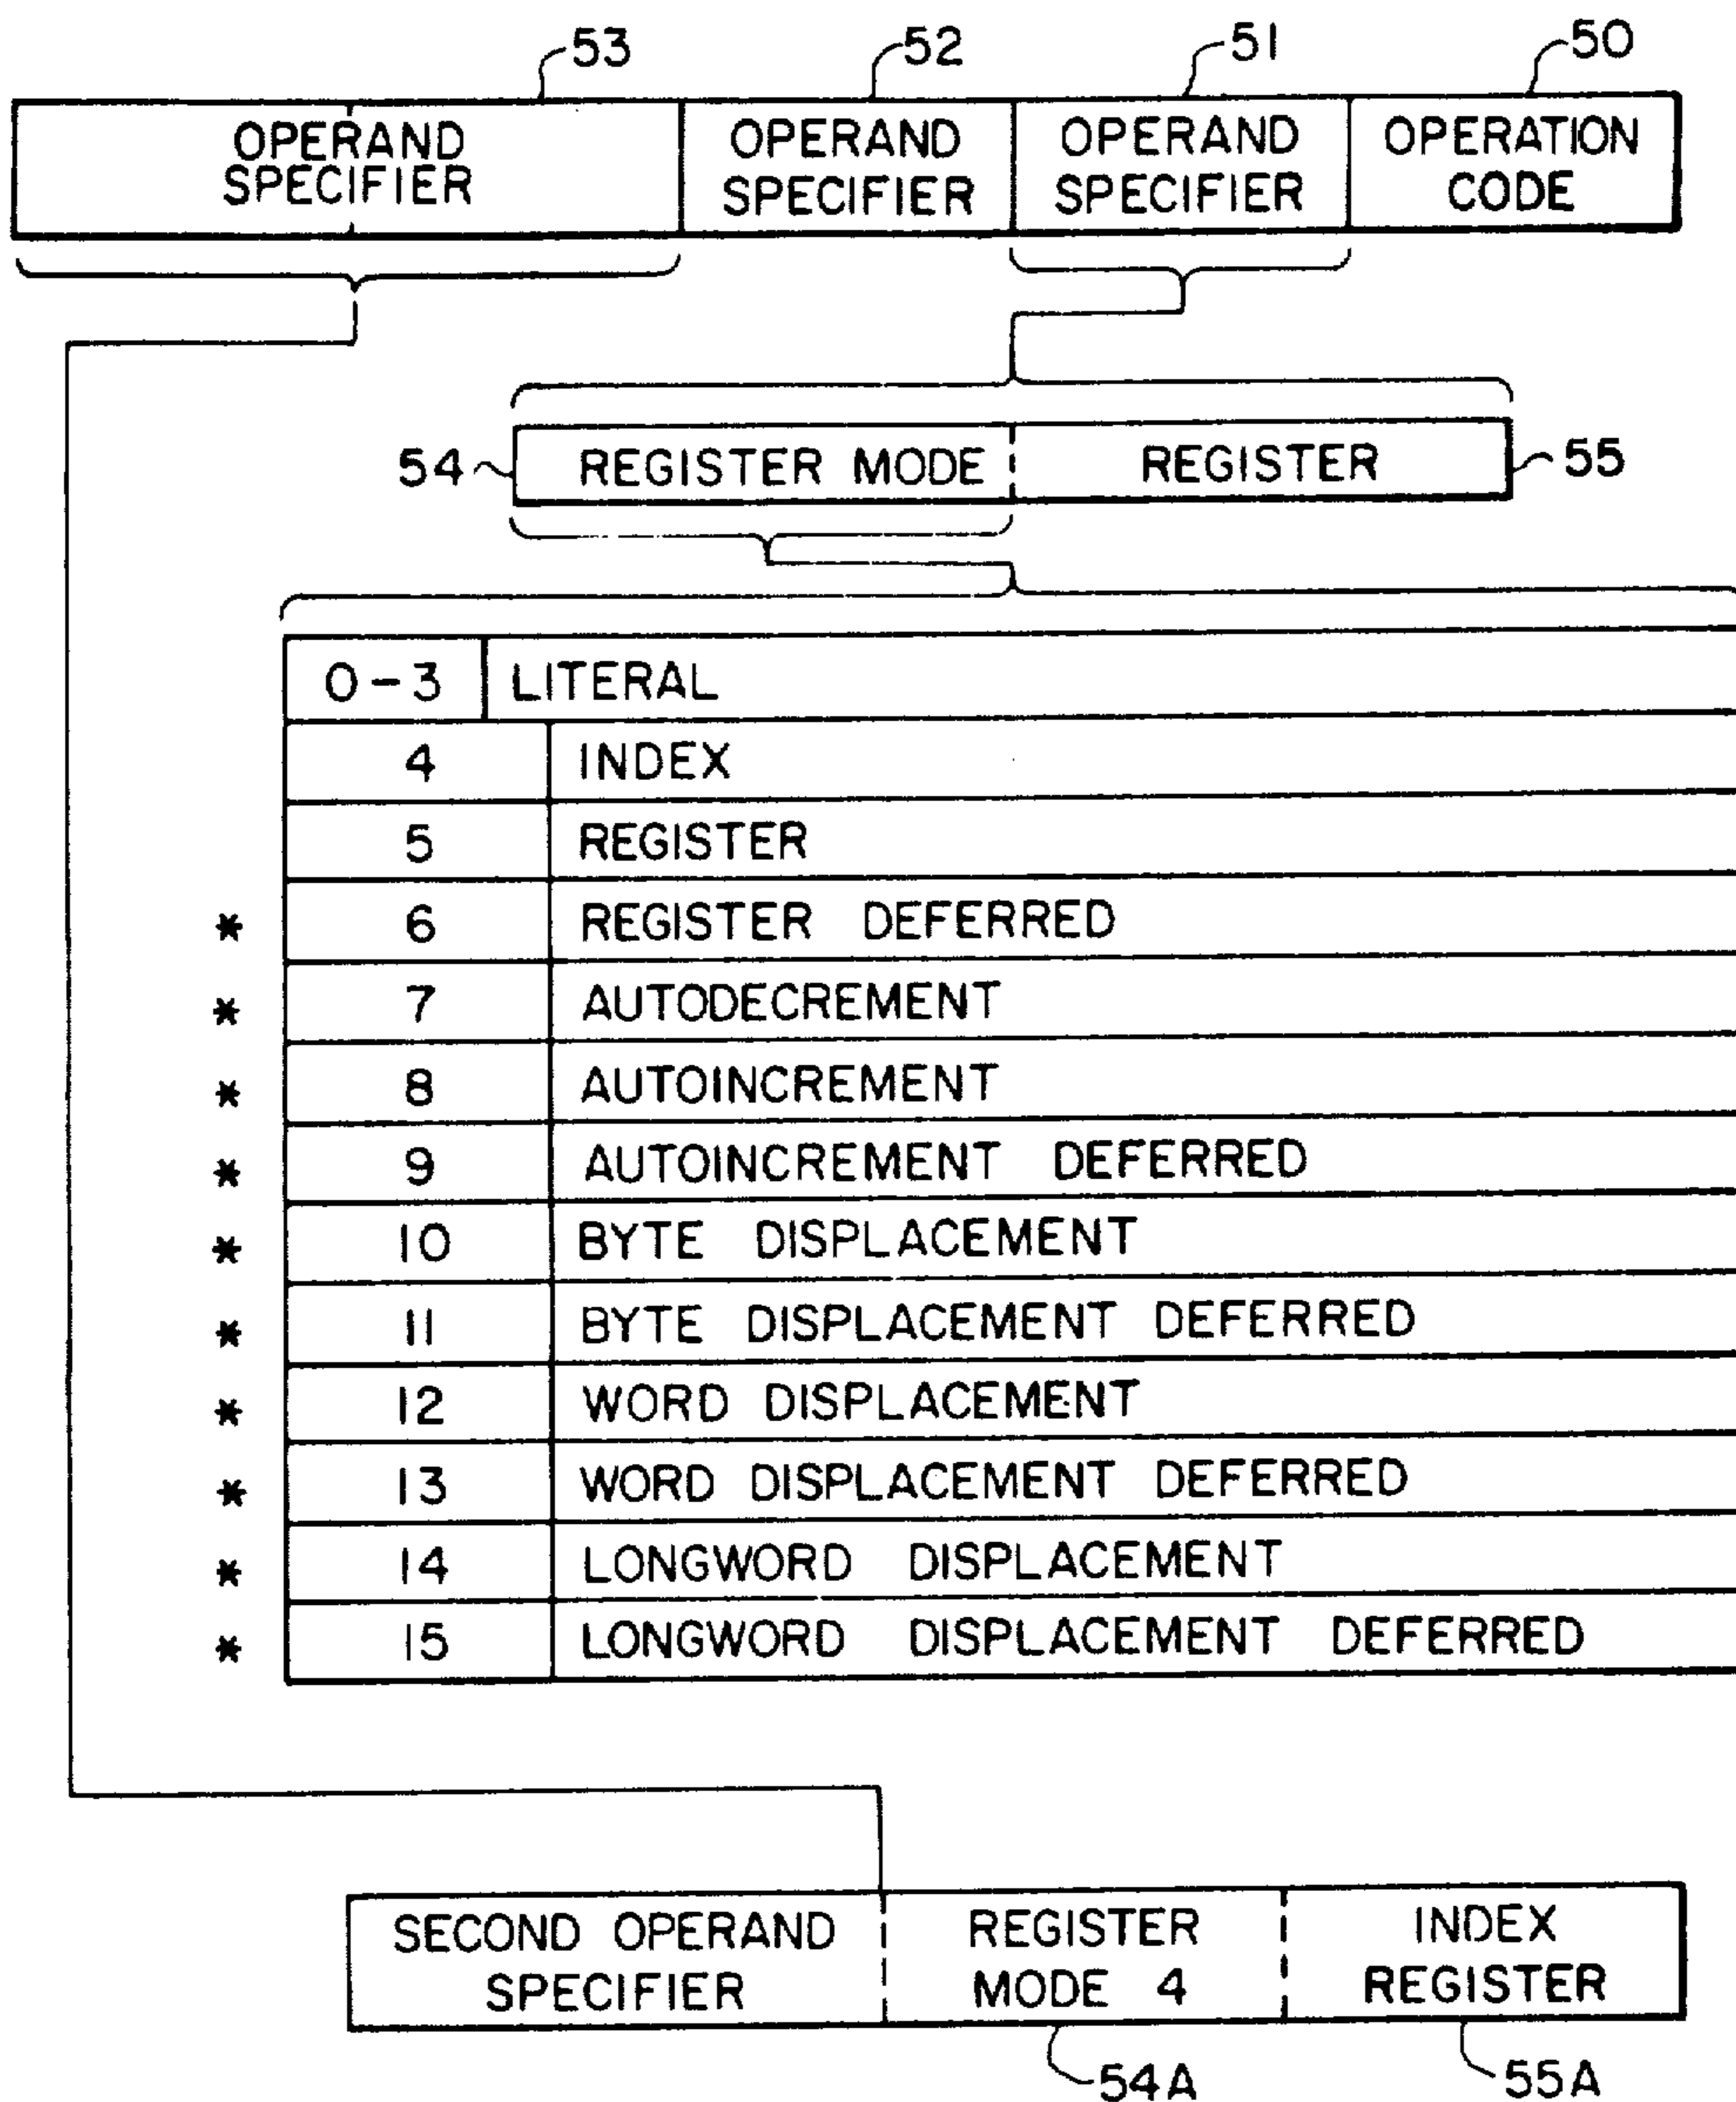 53 52 51 50
OPERAND SPECIFIER
OPERAND SPECIFIER
OPERAND SPECIFIER
OPERATION CODE
54 REGISTER MODE REGISTER 55
0-3 LITERAL
4 INDEX
5 REGISTER
* 6 REGISTER DEFERRED
* 7 AUTODECREMENT
* 8 AUTOINCREMENT
* 9 AUTOINCREMENT DEFERRED
* 10 BYTE DISPLACEMENT
* 11 BYTE DISPLACEMENT DEFERRED
* 12 WORD DISPLACEMENT
* 13 WORD DISPLACEMENT DEFERRED
* 14 LONGWORD DISPLACEMENT
* 15 LONGWORD DISPLACEMENT DEFERRED
SECOND OPERAND SPECIFIER
REGISTER MODE 4
INDEX REGISTER
54A 55A